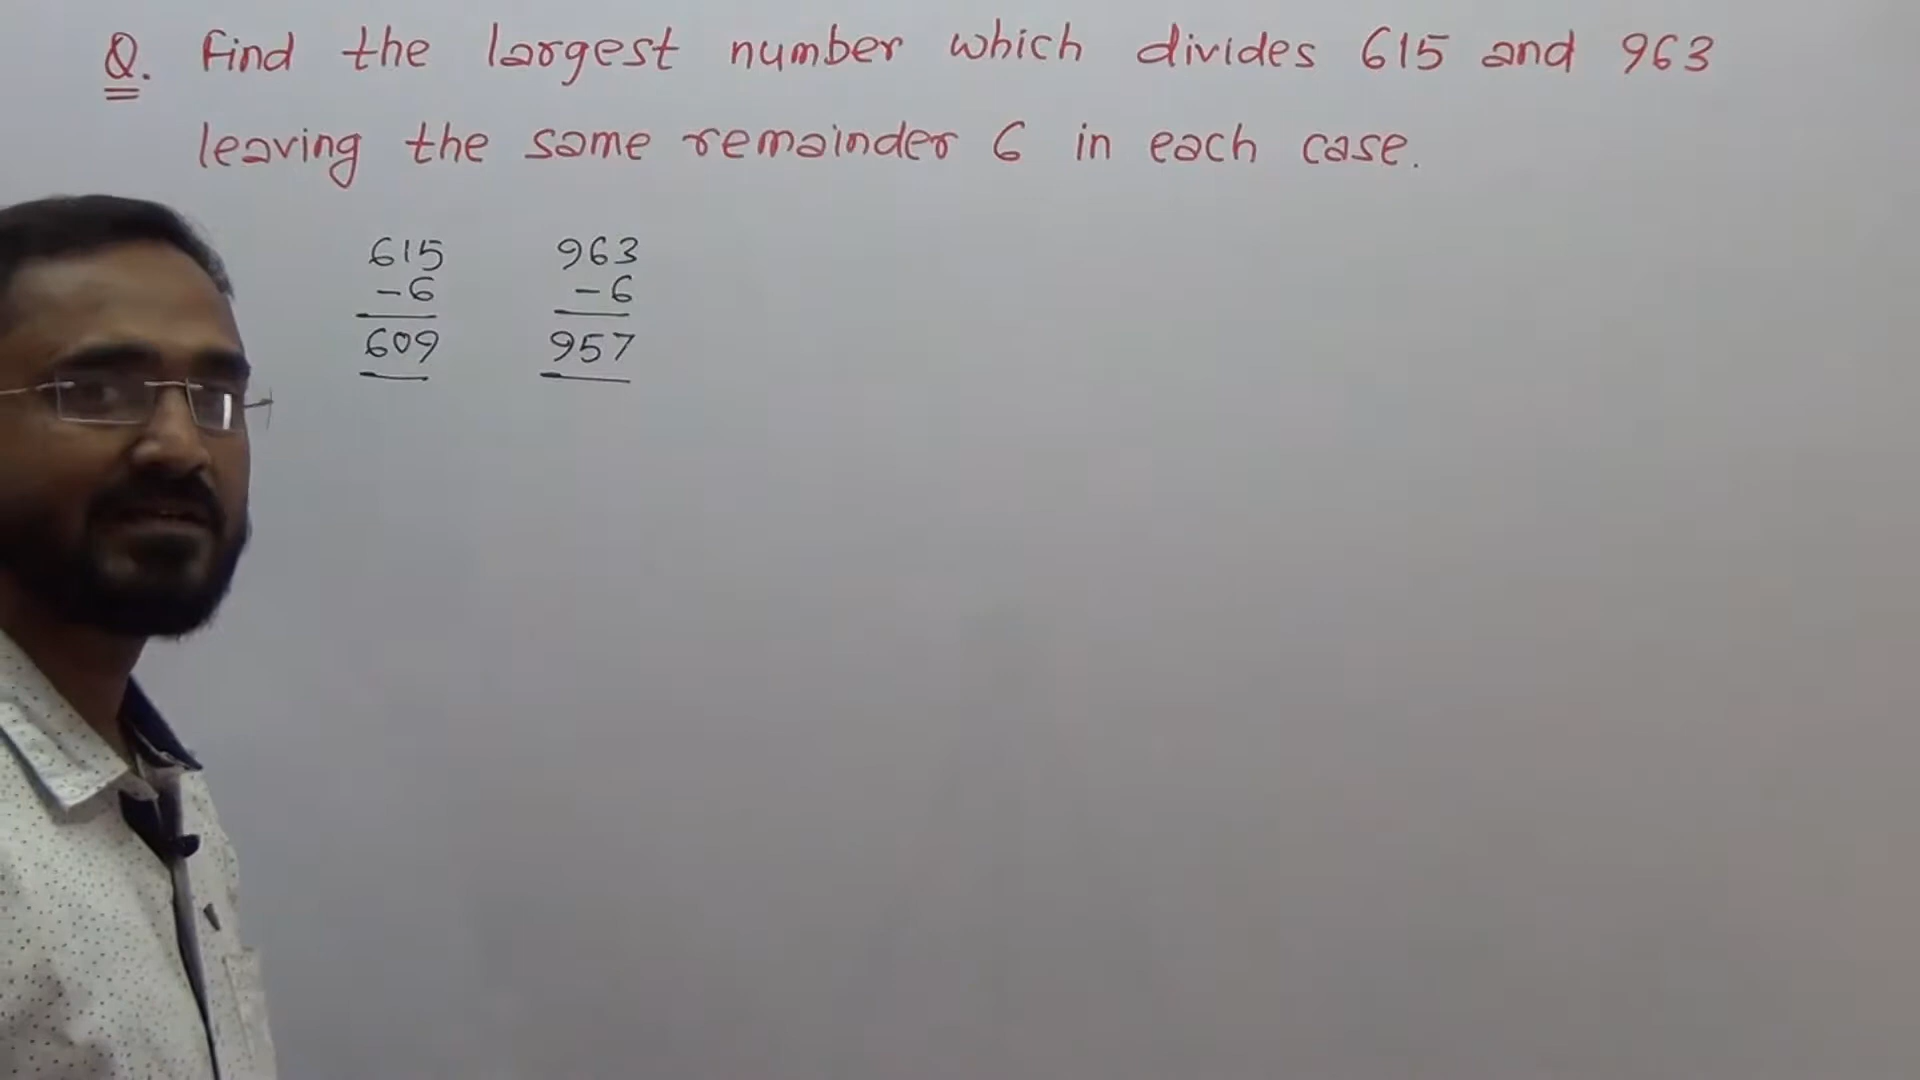 Q. Find the largest number which divides 615 and 963
leaving the same remainder 6 in each case.
615 963
-6 -6
609 957